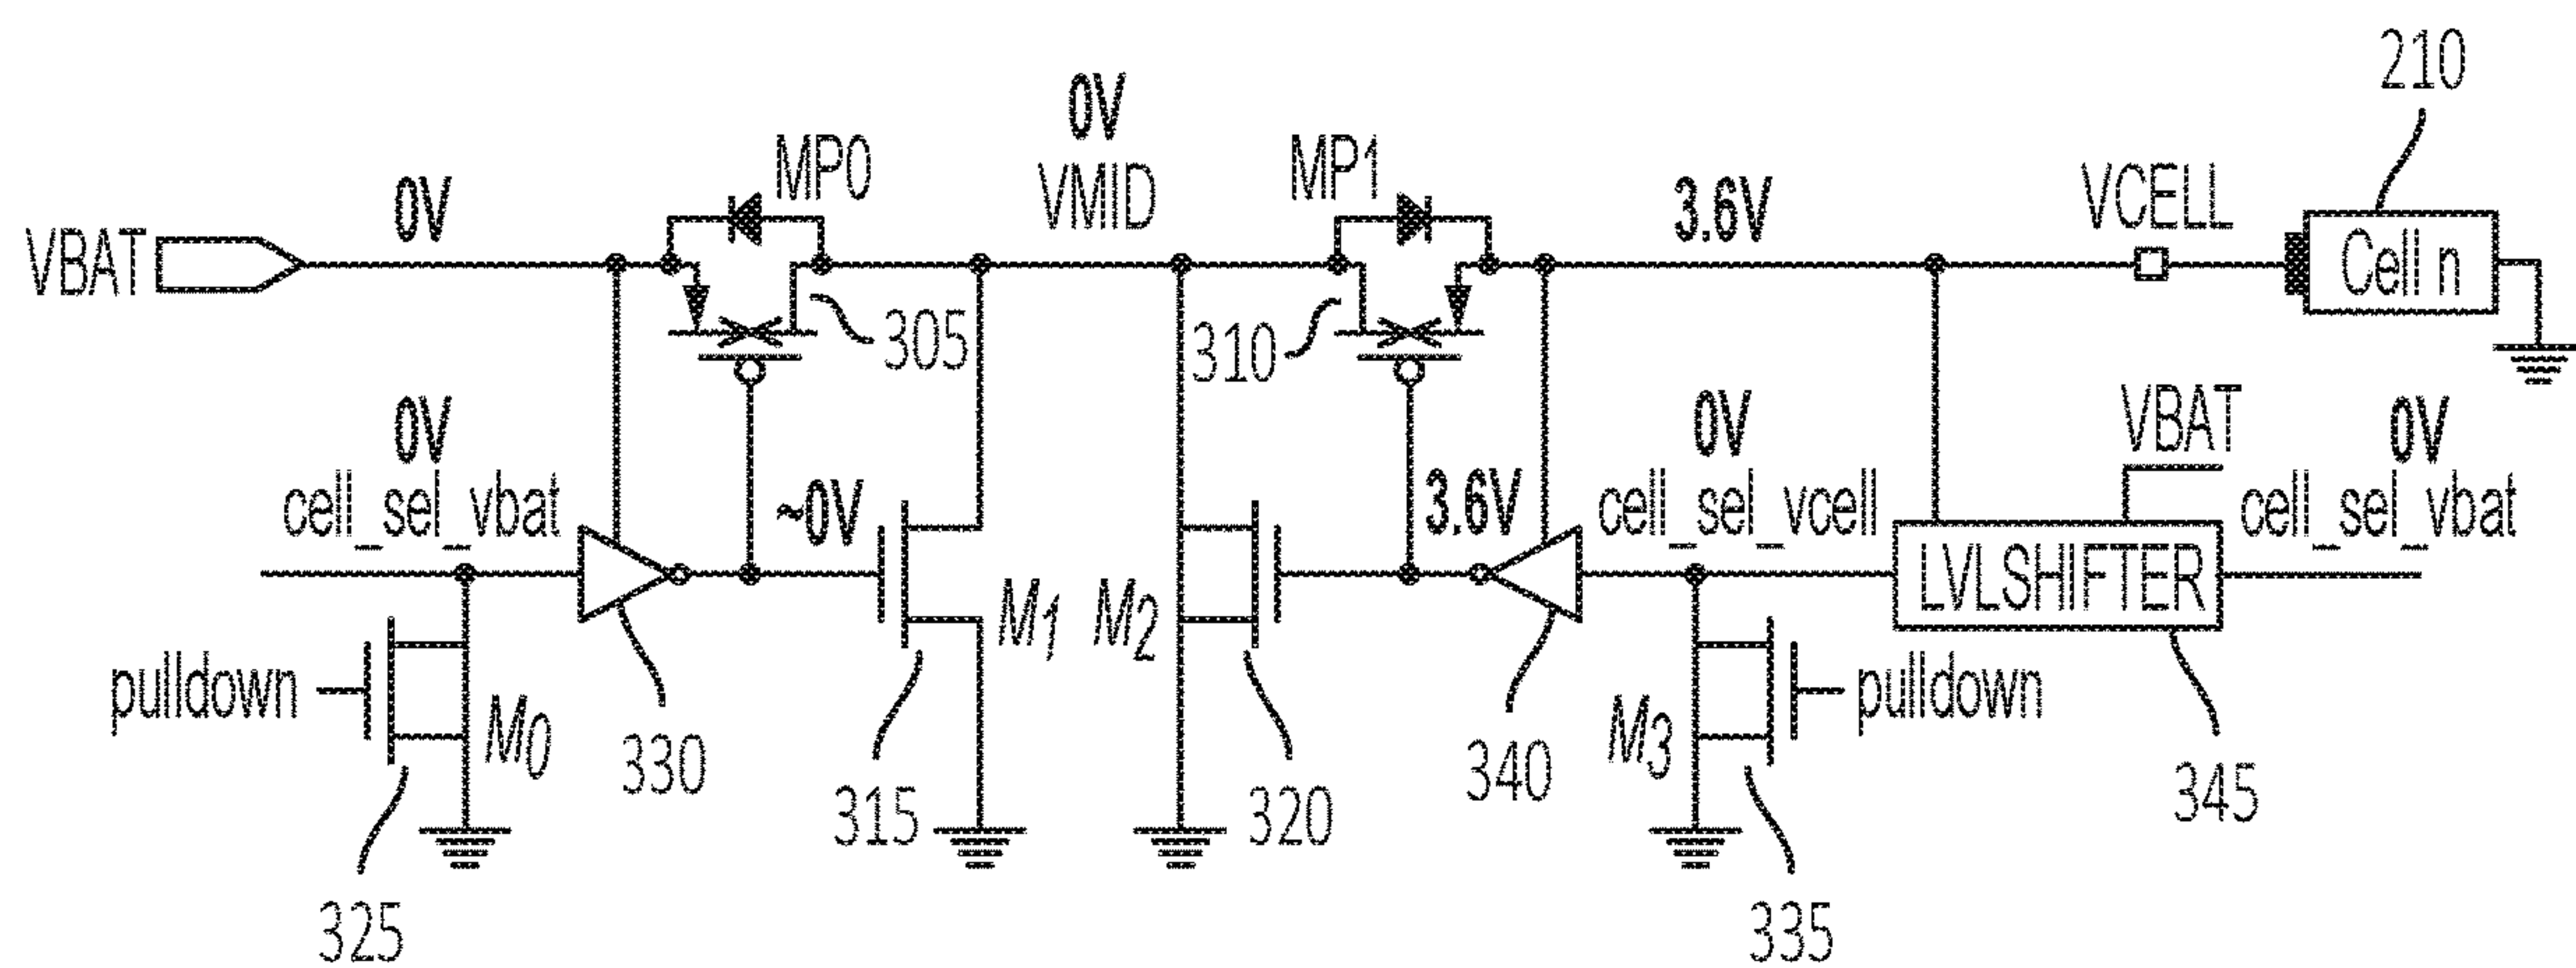 210
0V
VMID
MP0
MP1
VCELL
0V
3.6V
VBAT
Cell n
305
310
VBAT
0V
0V
0V
cell_sel_vbat
~0V
3.6V
cell_sel_vcell
cell_sel_vbat
LVLSHIFTER
M1
M2
pulldown
M0
M3
pulldown
330
340
315
320
345
325
335